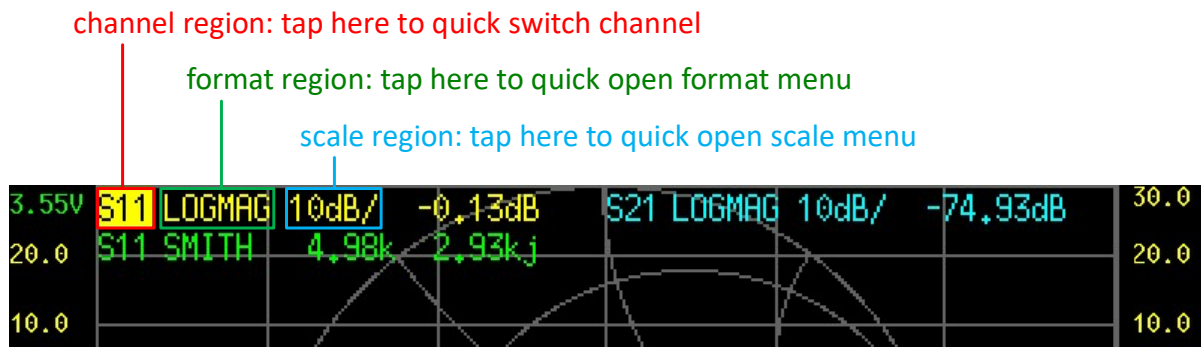 channel region: tap here to quick switch channel
format region: tap here to quick open format menu
scale region: tap here to quick open scale menu
3.55V S11 LOGMAG 10dB/ -0.13dB S21 LOGMAG 10dB/ -74.93dB 30.0
S11 SMITH 4.98k 2.93kj
20.0 20.0
10.0 10.0